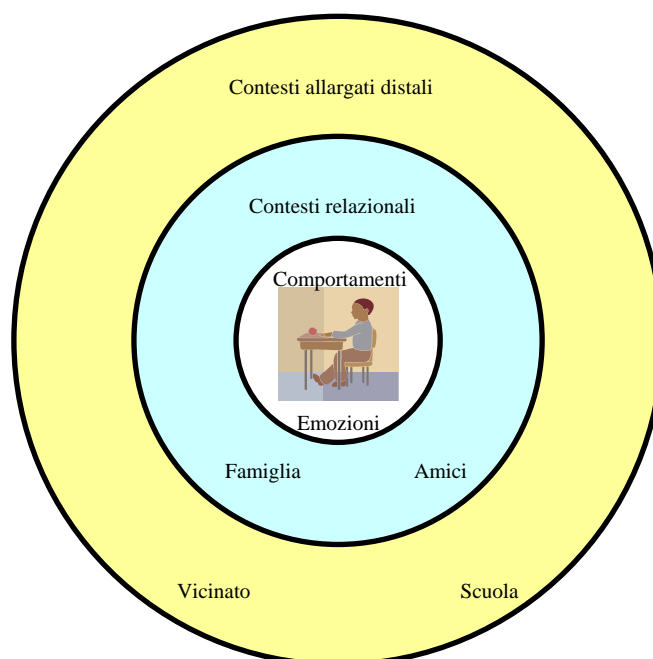 Contesti allargati distali
Contesti relazionali
Comportamenti
Emozioni
Famiglia
Amici
Vicinato
Scuola